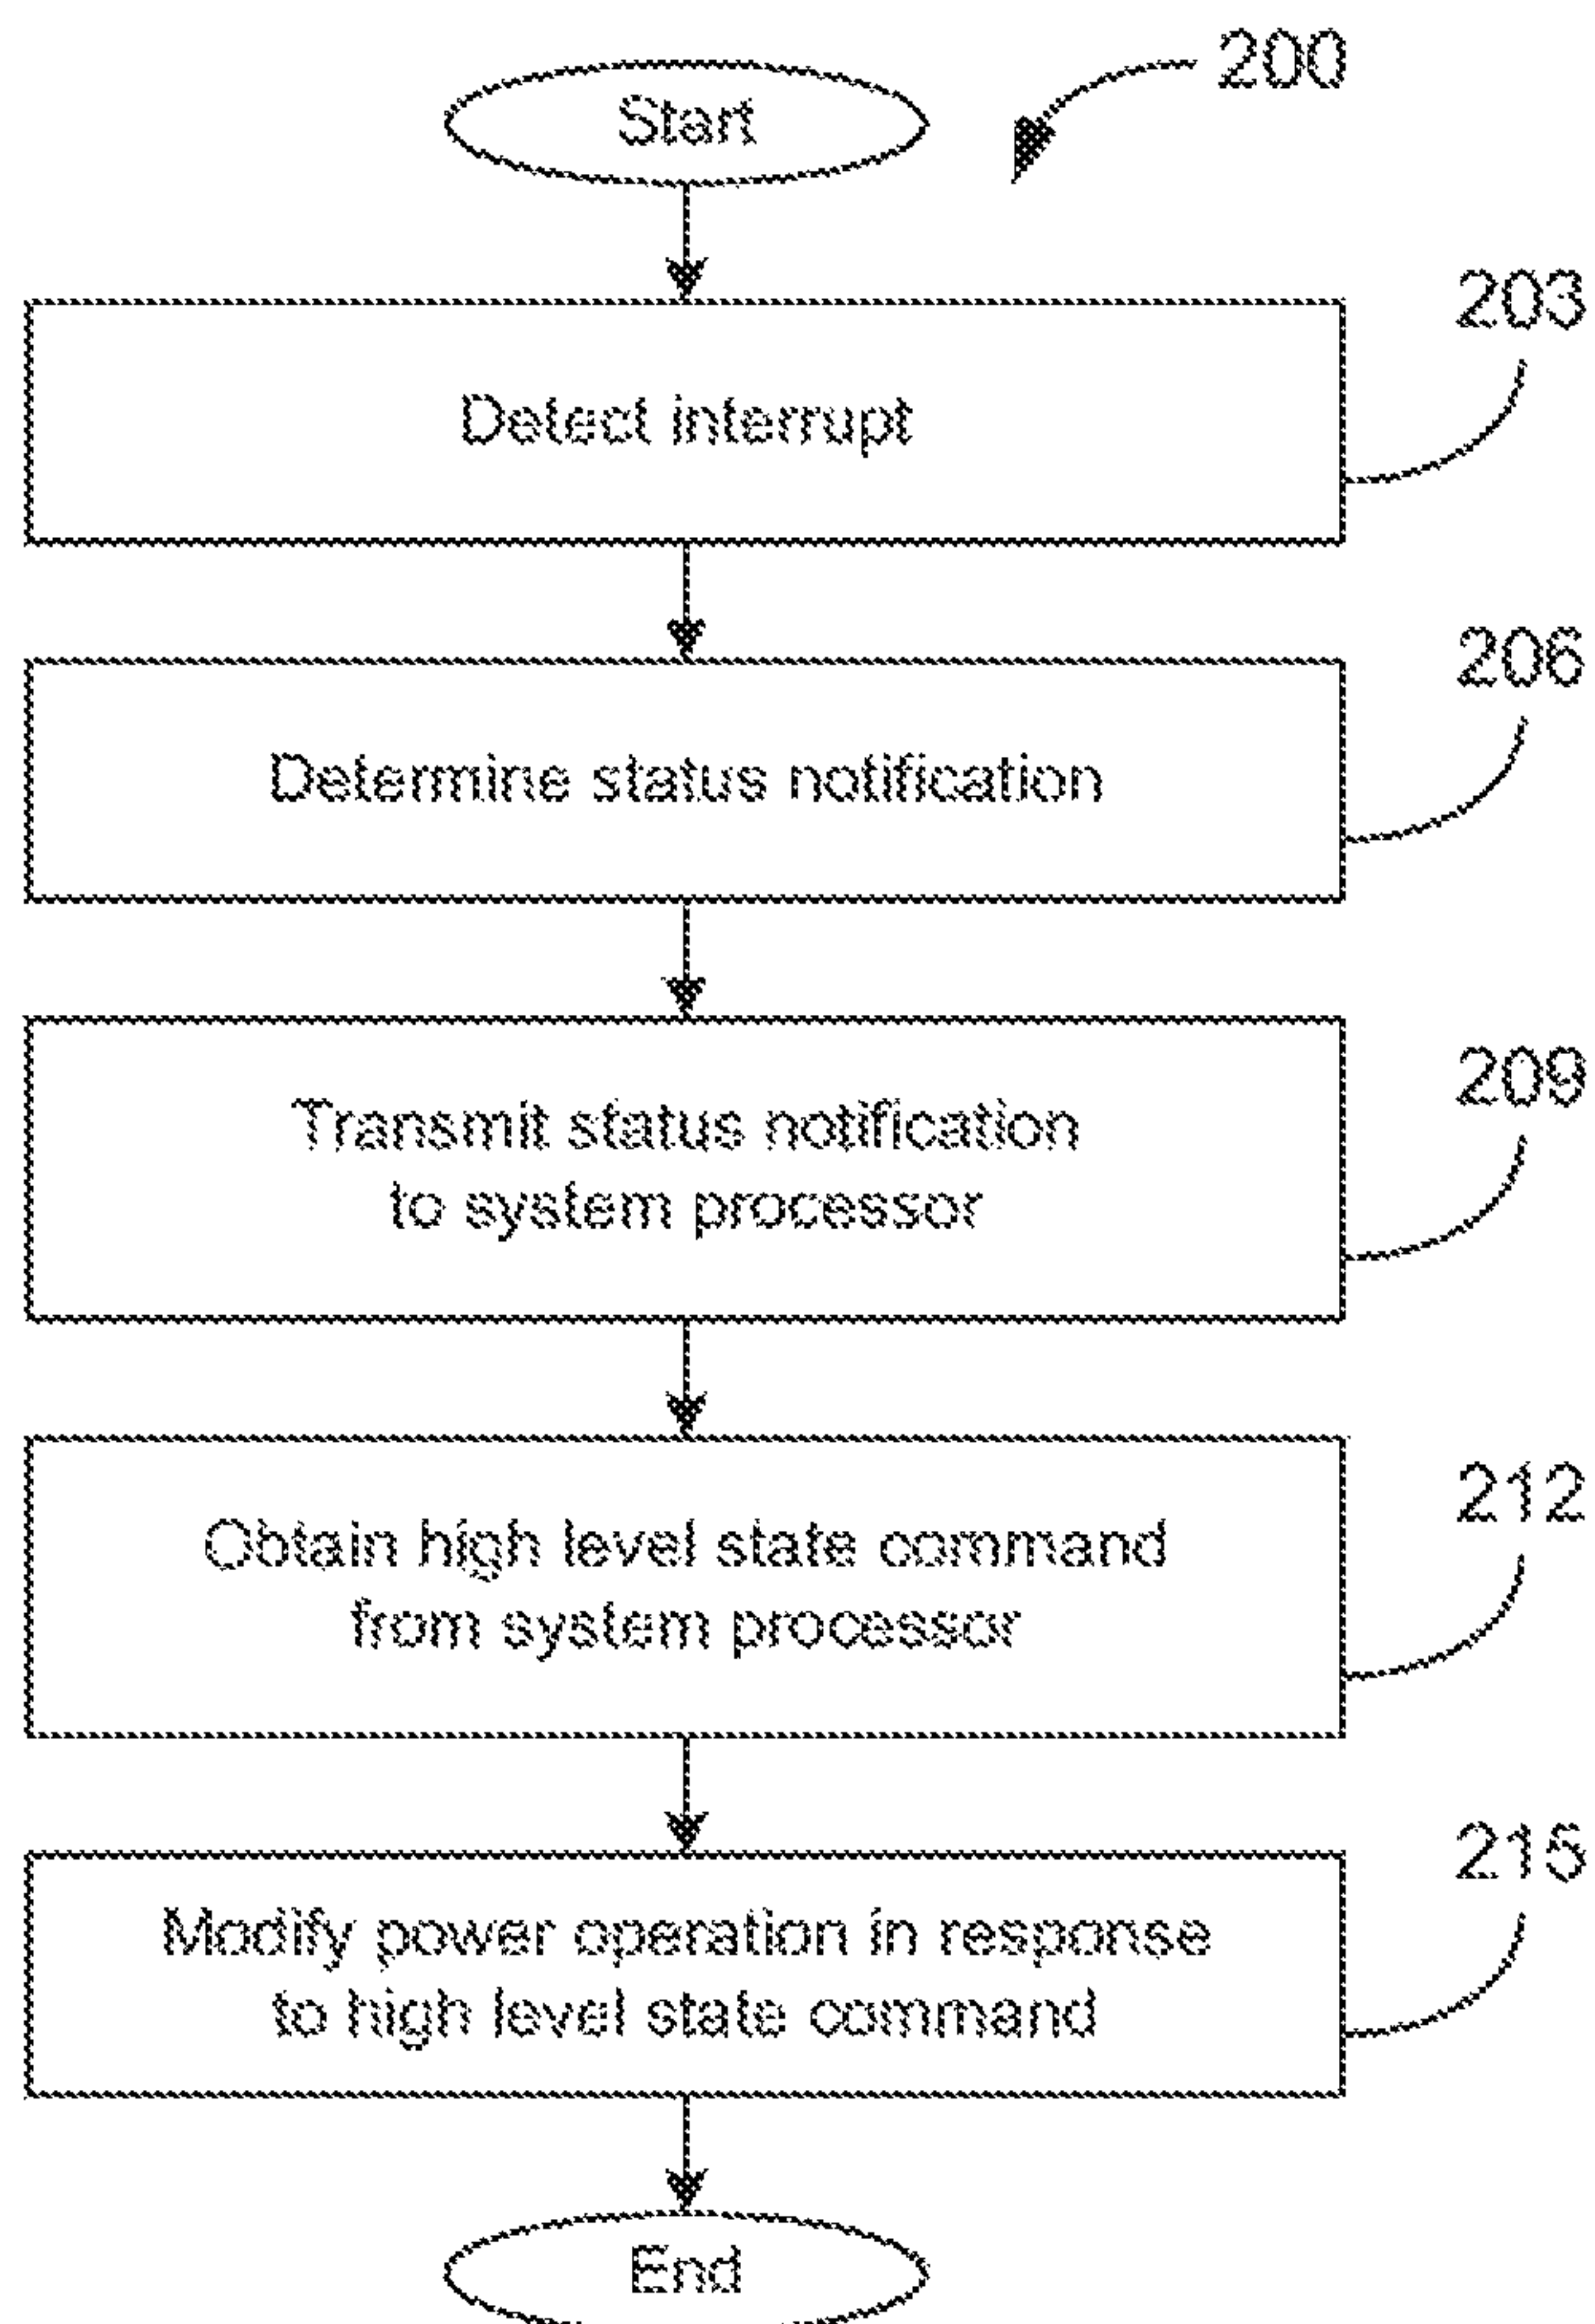 Start
200
Detect interrupt
203
Determine status notification
206
Transmit status notification
to system processor
209
Obtain high level state command
from system processor
212
Modify power operation in response
to high level state command
215
End